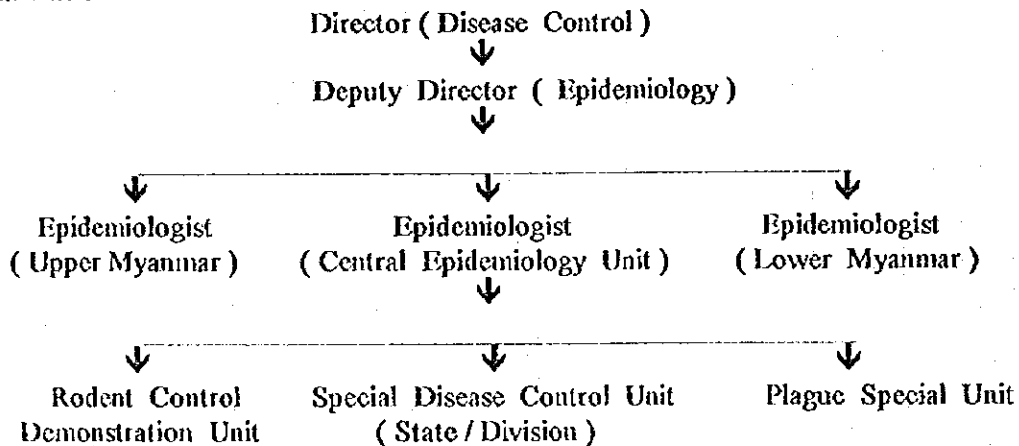 Director ( Disease Control )
Deputy Director ( Epidemiology )
Epidemiologist Epidemiologist Epidemiologist
( Upper Myanmar ) ( Central Epidemiology Unit ) ( Lower Myanmar )
Rodent Control Special Disease Control Unit Plague Special Unit
Demonstration Unit ( State / Division )